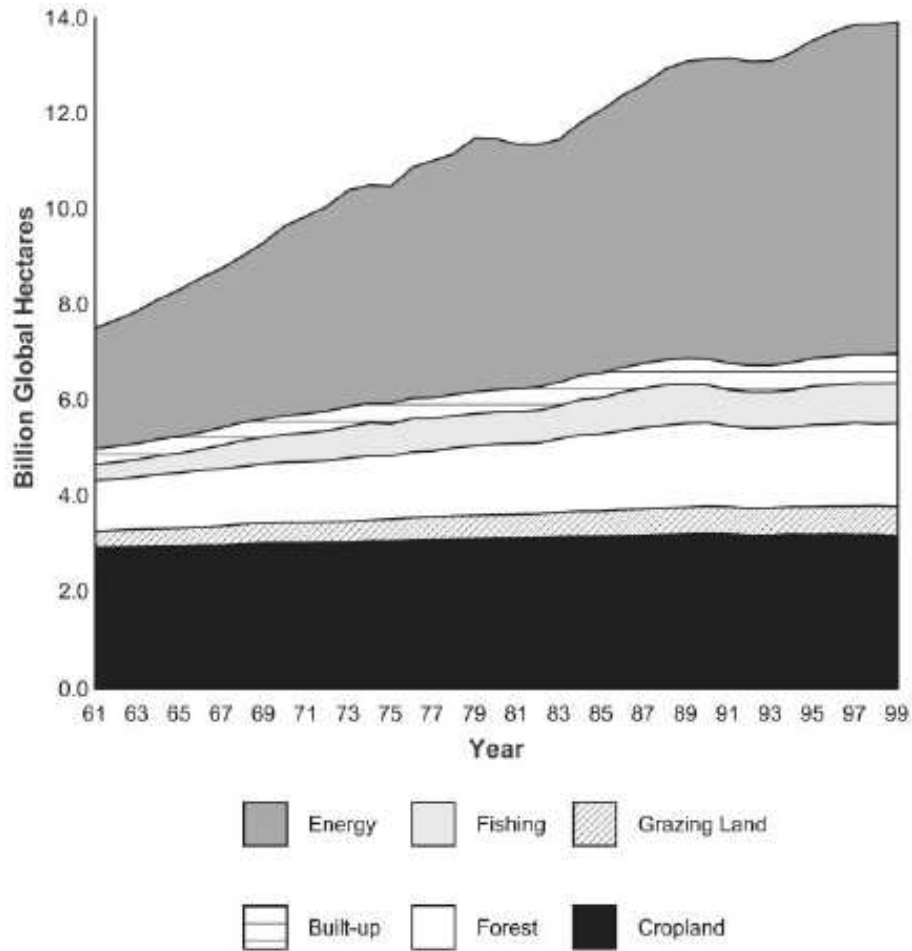 14.0
12.0
10.0
8.0
6.0
4.0
2.0
0.0
Billion Global Hectares
61 63 65 67 69 71 73 75 77 79 81 83 85 87 89 91 93 95 97 99
Year
Energy Fishing Grazing Land
Built-up Forest Cropland